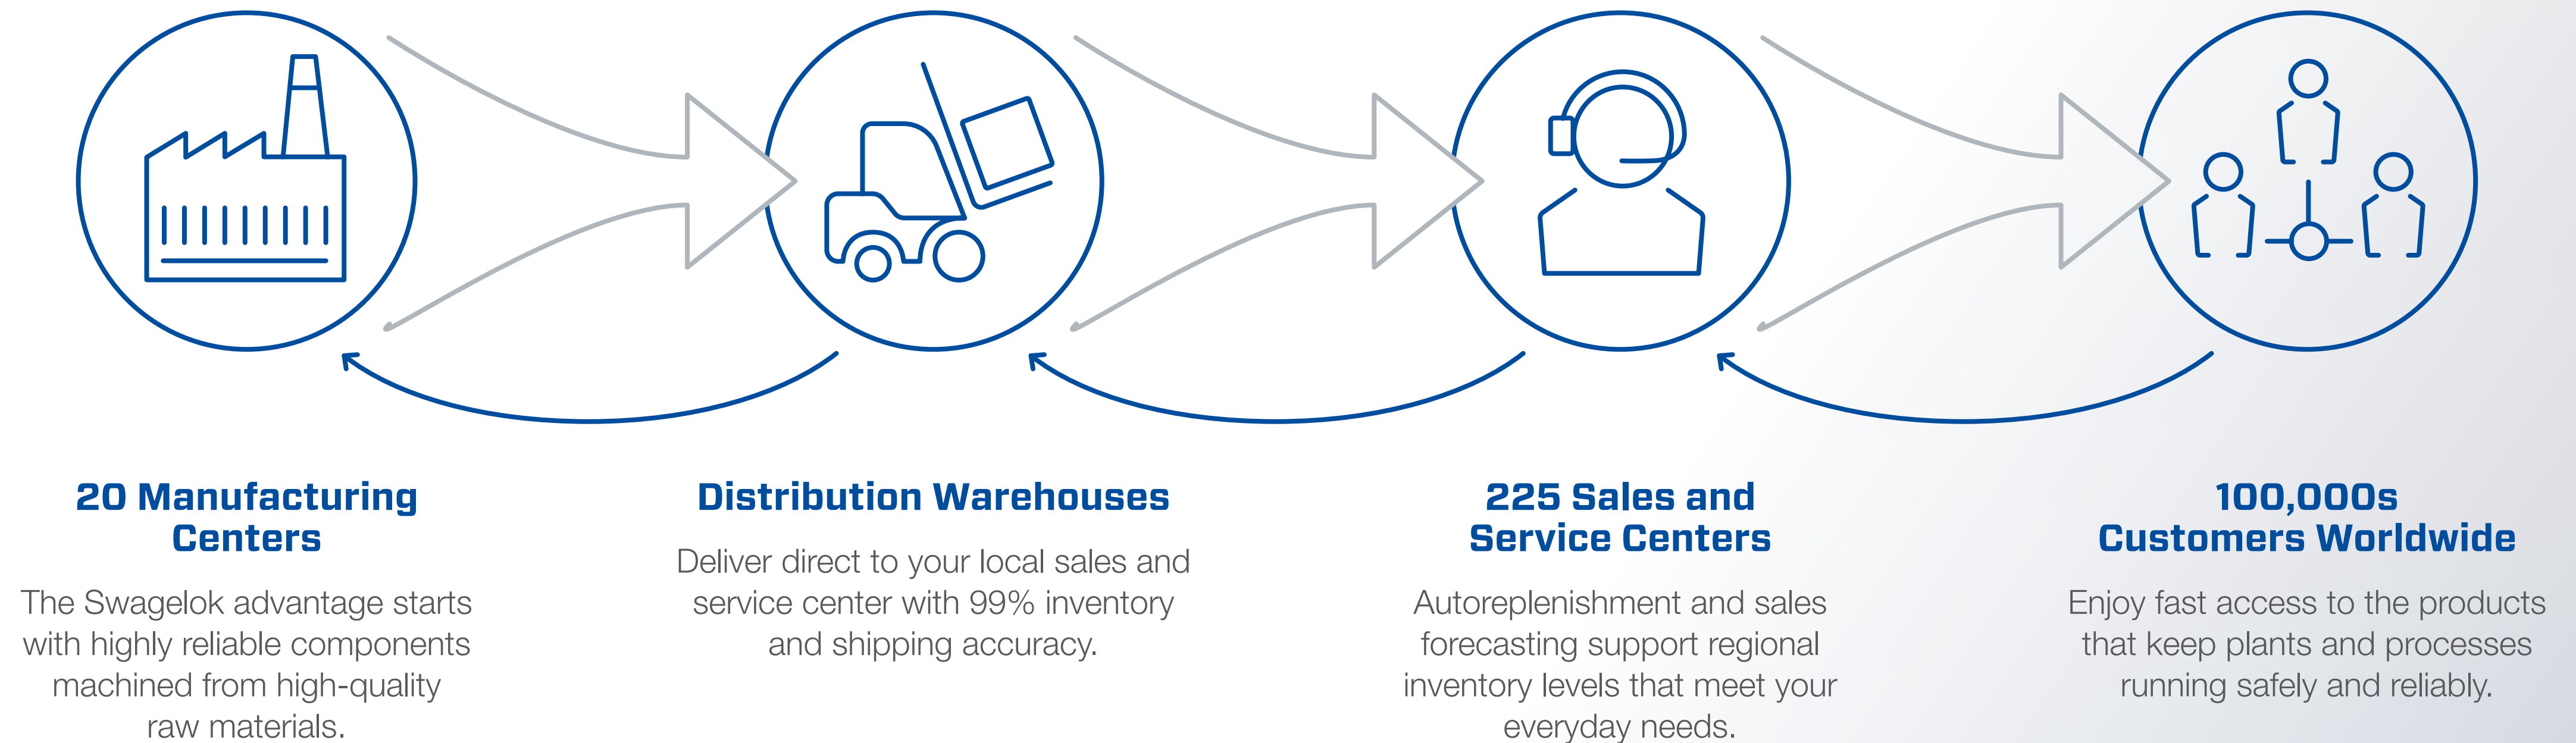 20 Manufacturing
Centers
The Swagelok advantage starts
with highly reliable components
machined from high-quality
raw materials.
Distribution Warehouses
Deliver direct to your local sales and
service center with 99% inventory
and shipping accuracy.
225 Sales and
Service Centers
Autoreplenishment and sales
forecasting support regional
inventory levels that meet your
everyday needs.
100,000s
Customers Worldwide
Enjoy fast access to the products
that keep plants and processes
running safely and reliably.